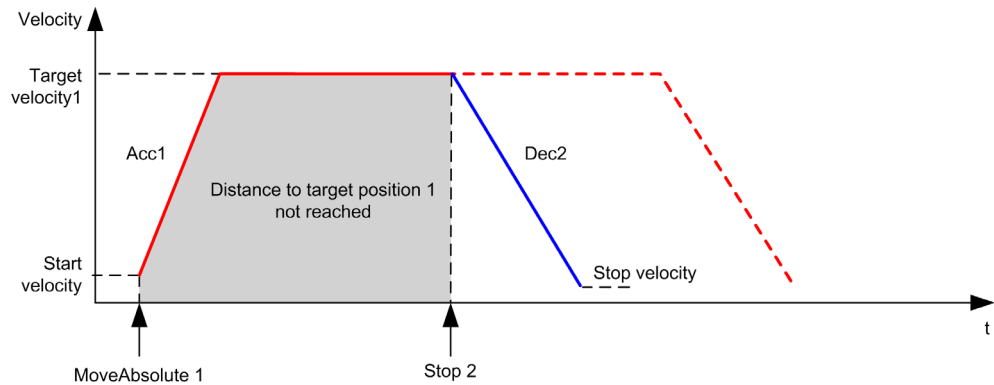 Velocity
Target
velocity1
Acc1
Dec2
Distance to target position 1
not reached
Start
velocity
Stop velocity
t
MoveAbsolute 1
Stop 2